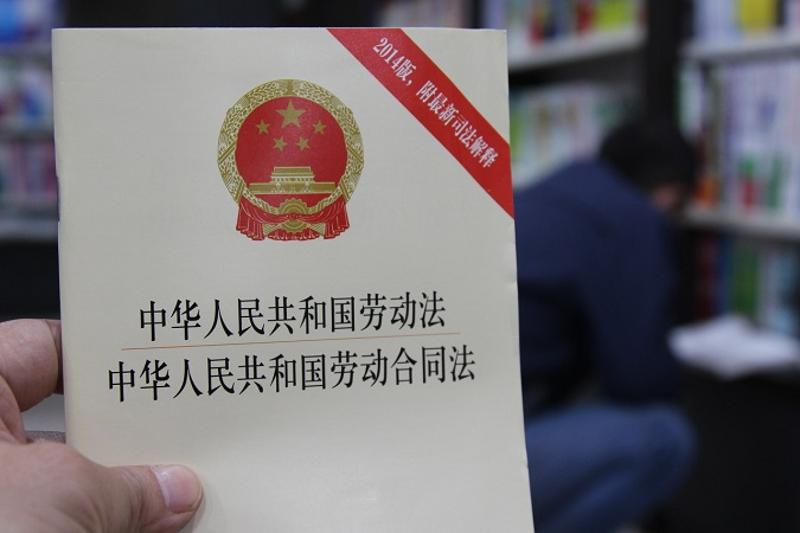 2014版，附最新司法解释
中华人民共和国劳动法
中华人民共和国劳动合同法